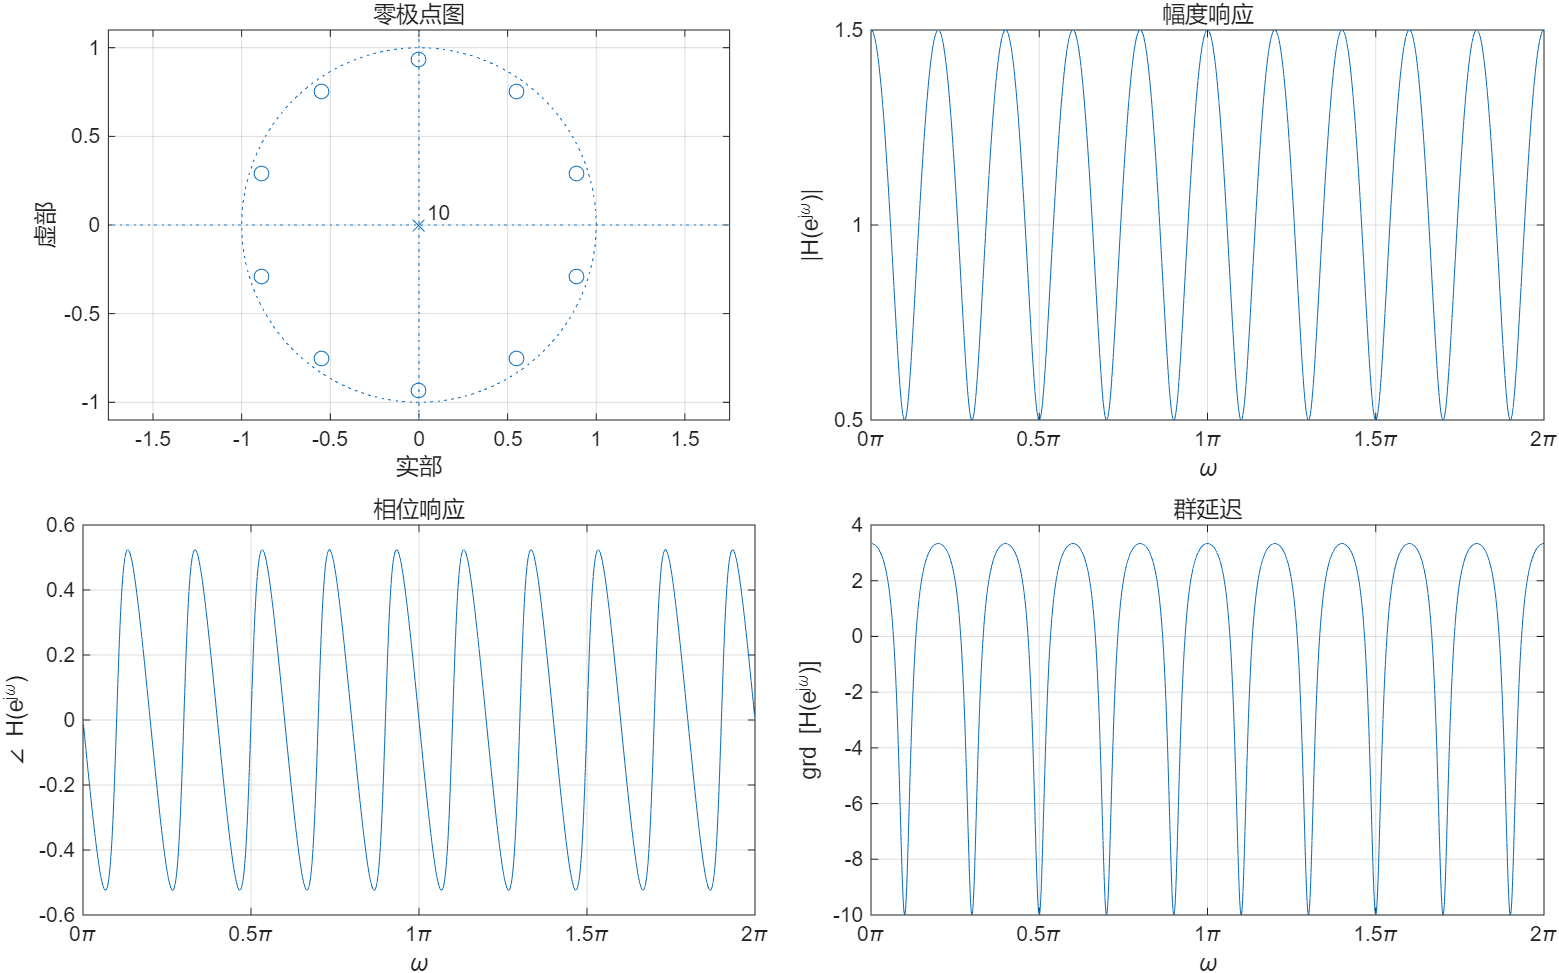 零极点图
1
0.5
0
-0.5
-1
虚部
10
-1.5
-1
-0.5
0
0.5
1
1.5
实部
幅度响应
1.5
1
0.5
|H(e^jω)|
0π
0.5π
1π
1.5π
2π
ω
相位响应
0.6
0.4
0.2
0
-0.2
-0.4
-0.6
∠ H(e^jω)
0π
0.5π
1π
1.5π
2π
ω
群延迟
4
2
0
-2
-4
-6
-8
-10
grd [H(e^jω)]
0π
0.5π
1π
1.5π
2π
ω